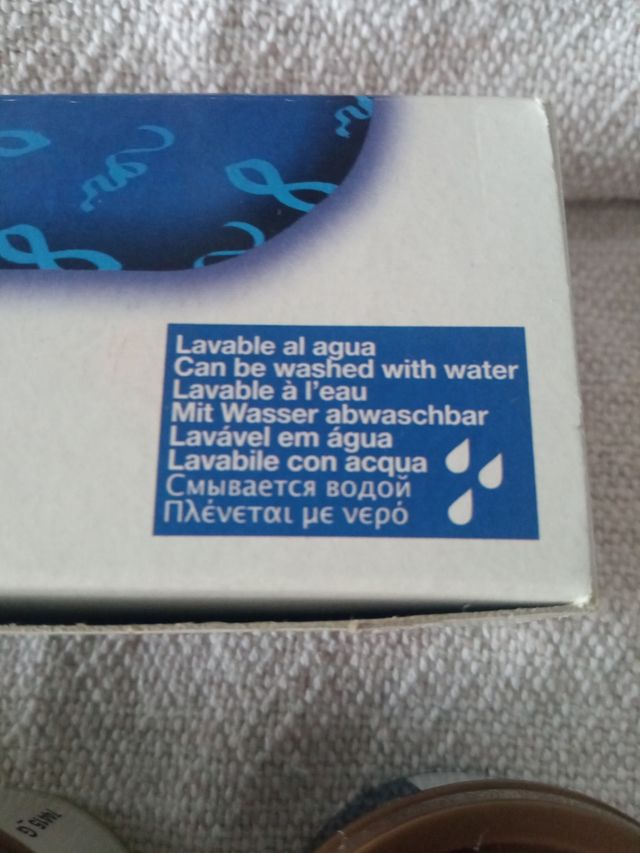 Lavable al agua
Can be washed with water
Lavable à l'eau
Mit Wasser abwaschbar
Lavável em água
Lavabile con acqua
Смывается водой
Πλένεται με νερό